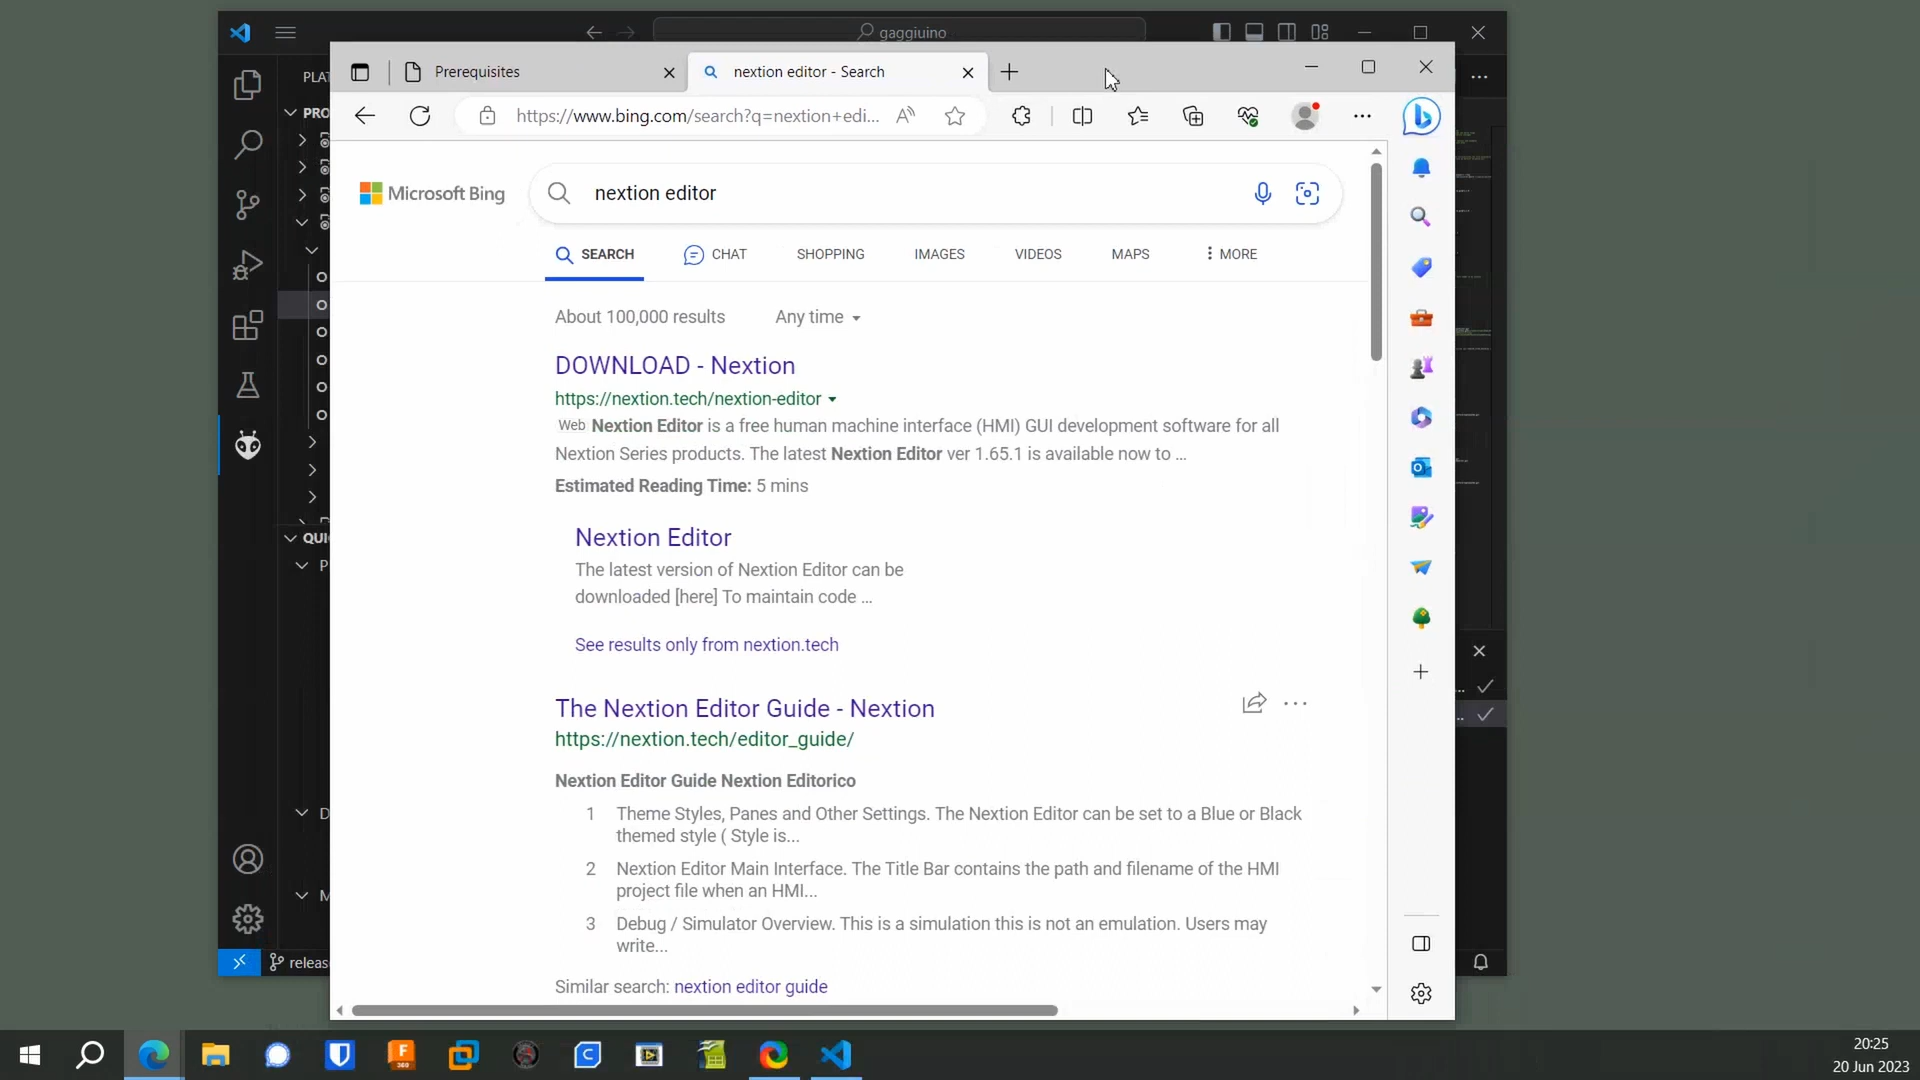 gaggiuino
PLAT
PRO
QUI
P
D
M
releas
Prerequisites
nextion editor - Search
https://www.bing.com/search?q=nextion+edi...
Microsoft Bing
nextion editor
SEARCH
CHAT
SHOPPING
IMAGES
VIDEOS
MAPS
MORE
About 100,000 results
Any time
DOWNLOAD - Nextion
https://nextion.tech/nextion-editor
Web Nextion Editor is a free human machine interface (HMI) GUI development software for all
Nextion Series products. The latest Nextion Editor ver 1.65.1 is available now to ...
Estimated Reading Time: 5 mins
Nextion Editor
The latest version of Nextion Editor can be
downloaded [here] To maintain code ...
See results only from nextion.tech
The Nextion Editor Guide - Nextion
https://nextion.tech/editor_guide/
Nextion Editor Guide Nextion Editorico
1 Theme Styles, Panes and Other Settings. The Nextion Editor can be set to a Blue or Black
themed style ( Style is...
2 Nextion Editor Main Interface. The Title Bar contains the path and filename of the HMI
project file when an HMI...
3 Debug / Simulator Overview. This is a simulation this is not an emulation. Users may
write...
Similar search: nextion editor guide
20:25
20 Jun 2023